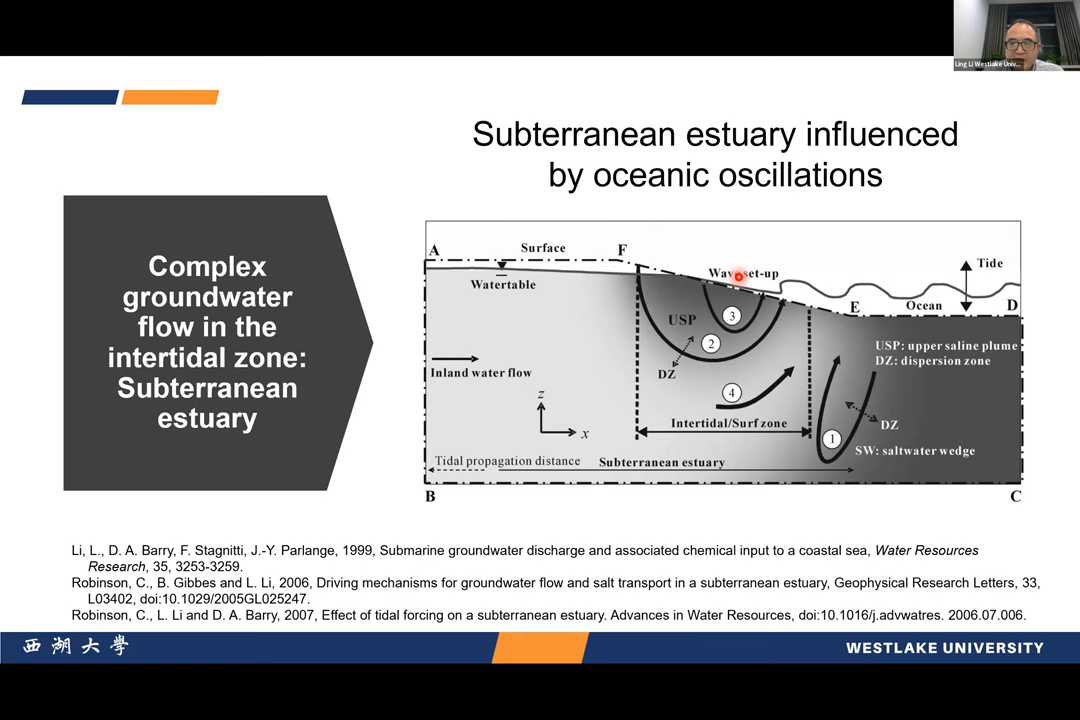 Ling Li Westlake Univ...
Subterranean estuary influenced
by oceanic oscillations
Complex
groundwater
flow in the
intertidal zone:
Subterranean
estuary
A
Surface
F
Watertable
Wave set-up
Tide
E
Ocean
D
USP
3
2
DZ
USP: upper saline plume
DZ: dispersion zone
Inland water flow
4
z
x
Intertidal/Surf zone
DZ
1
SW: saltwater wedge
Tidal propagation distance
Subterranean estuary
B
C
Li, L., D. A. Barry, F. Stagnitti, J.-Y. Parlange, 1999, Submarine groundwater discharge and associated chemical input to a coastal sea, Water Resources
Research, 35, 3253-3259.
Robinson, C., B. Gibbes and L. Li, 2006, Driving mechanisms for groundwater flow and salt transport in a subterranean estuary, Geophysical Research Letters, 33,
L03402, doi:10.1029/2005GL025247.
Robinson, C., L. Li and D. A. Barry, 2007, Effect of tidal forcing on a subterranean estuary. Advances in Water Resources, doi:10.1016/j.advwatres. 2006.07.006.
西湖大學
WESTLAKE UNIVERSITY